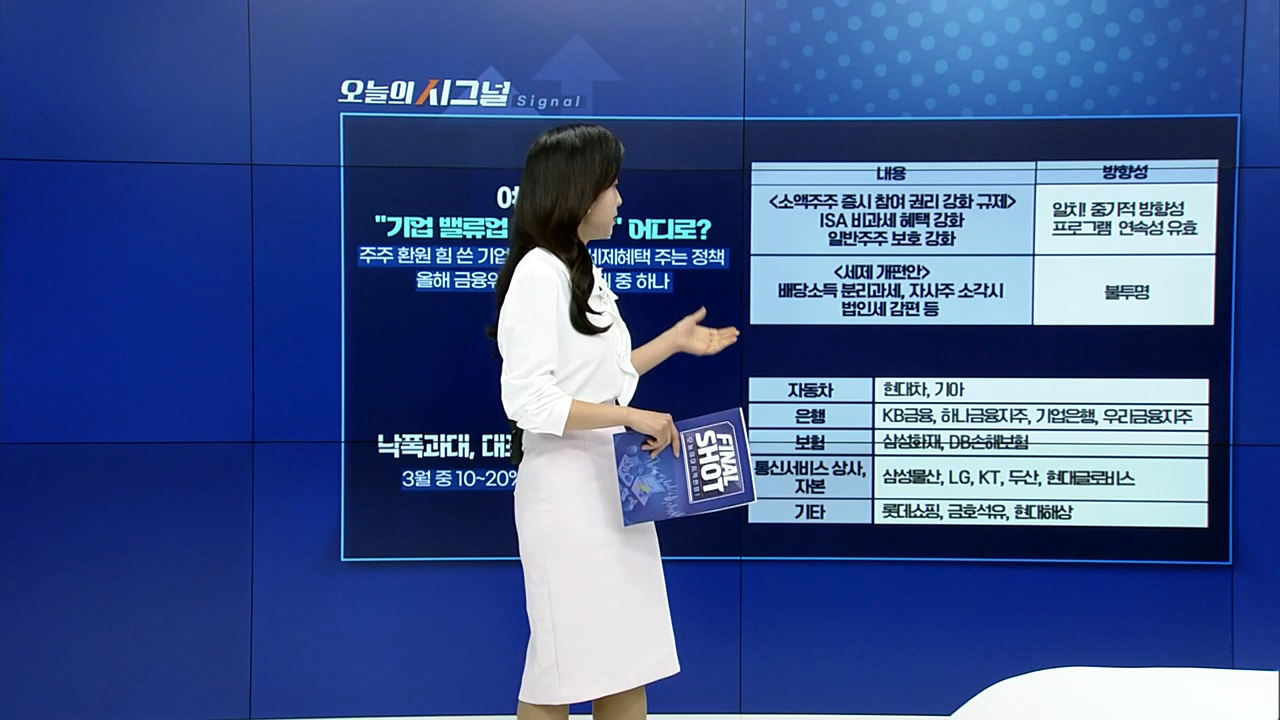 오늘의 시그널 Signal
"기업 밸류업 " 어디로?
주주 환원 힘 쓴 세제혜택 주는 정책
올해 중 하나
낙폭과대,
3월 중 10~20%
내용 방향성
<소액주주 증시 참여 권리 강화 규제>
ISA 비과세 혜택 강화
일반주주 보호 강화
일치! 중기적 방향성
프로그램 연속성 유효
<세제 개편안>
배당소득 분리과세, 자사주 소각시
법인세 감편 등
불투명
자동차 현대차, 기아
은행 KB금융, 하나금융지주, 기업은행, 우리금융지주
보험 삼성화재, DB손해보험
통신서비스 상사,
자본
삼성물산, LG, KT, 두산, 현대글로비스
기타 롯데쇼핑, 금호석유, 현대해상
FINAL
SHOT